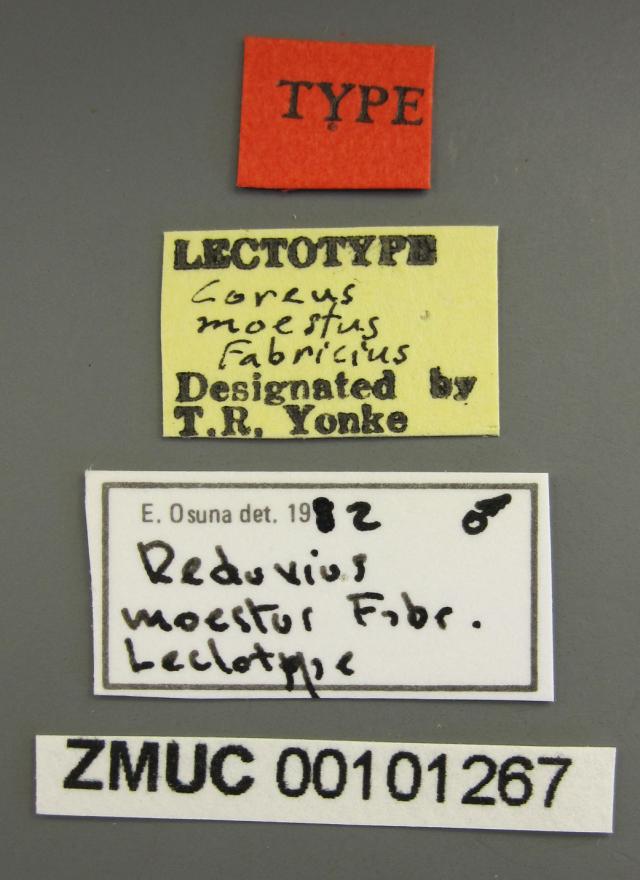 TYPE
LECTOTYPE
Coreus
moestus
Fabricius
Designated by
T.R. Yonke
E. Osuna det. 1982 ♂
Reduvius
moestus Fabr.
Lectotype
ZMUC 00101267